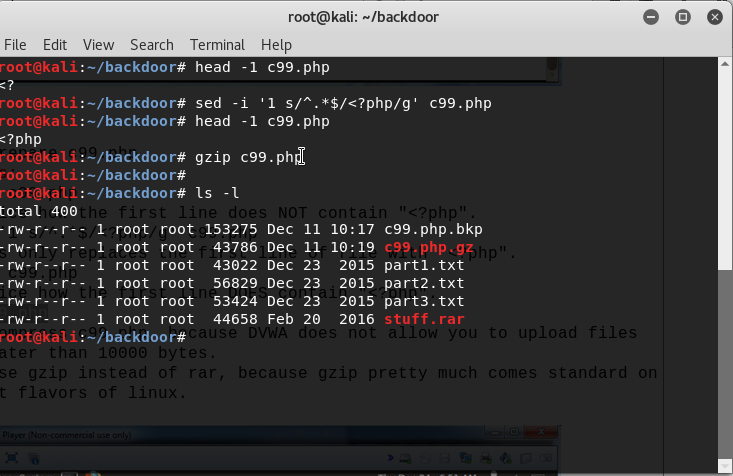 root@kali: ~/backdoor
File Edit View Search Terminal Help
root@kali:~/backdoor# head -1 c99.php
<?
root@kali:~/backdoor# sed -i '1 s/^.*$/<?php/g' c99.php
root@kali:~/backdoor# head -1 c99.php
<?php
root@kali:~/backdoor# gzip c99.php
root@kali:~/backdoor#
root@kali:~/backdoor# ls -l
the first line does NOT contain "<?php".
total 400
-rw-r--r-- 1 root root 153275 Dec 11 10:17 c99.php.bkp
-rw-r--r-- 1 root root 43786 Dec 11 10:19 c99.php.gz
-rw-r--r-- 1 root root 43022 Dec 23 2015 part1.txt
-rw-r--r-- 1 root root 56829 Dec 23 2015 part2.txt
-rw-r--r-- 1 root root 53424 Dec 23 2015 part3.txt
-rw-r--r-- 1 root root 44658 Feb 20 2016 stuff.rar
because DVWA does not allow you to upload files
root@kali:~/backdoor#
ater than 10000 bytes.
se gzip instead of rar, because gzip pretty much comes standard on
t flavors of linux.
Player (Non-commercial use only)